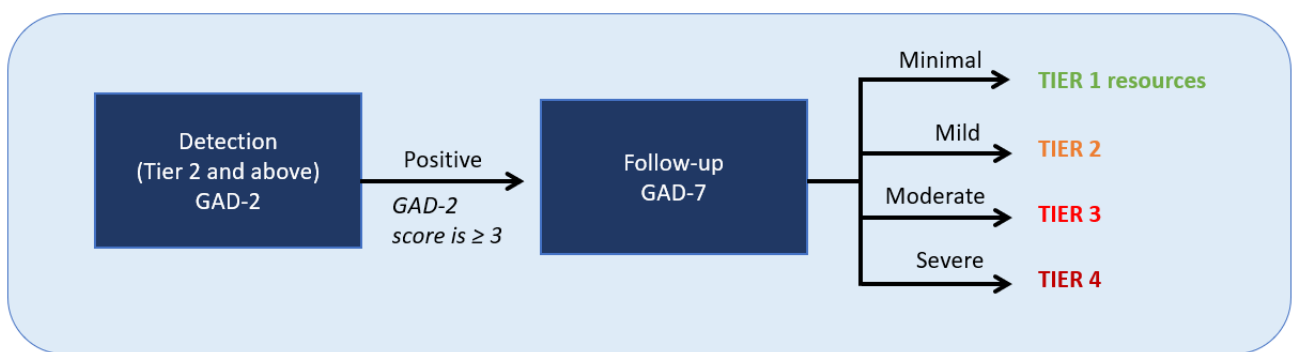 Detection
(Tier 2 and above)
GAD-2
Positive
GAD-2
score is ≥ 3
Follow-up
GAD-7
Minimal
TIER 1 resources
Mild
TIER 2
Moderate
TIER 3
Severe
TIER 4